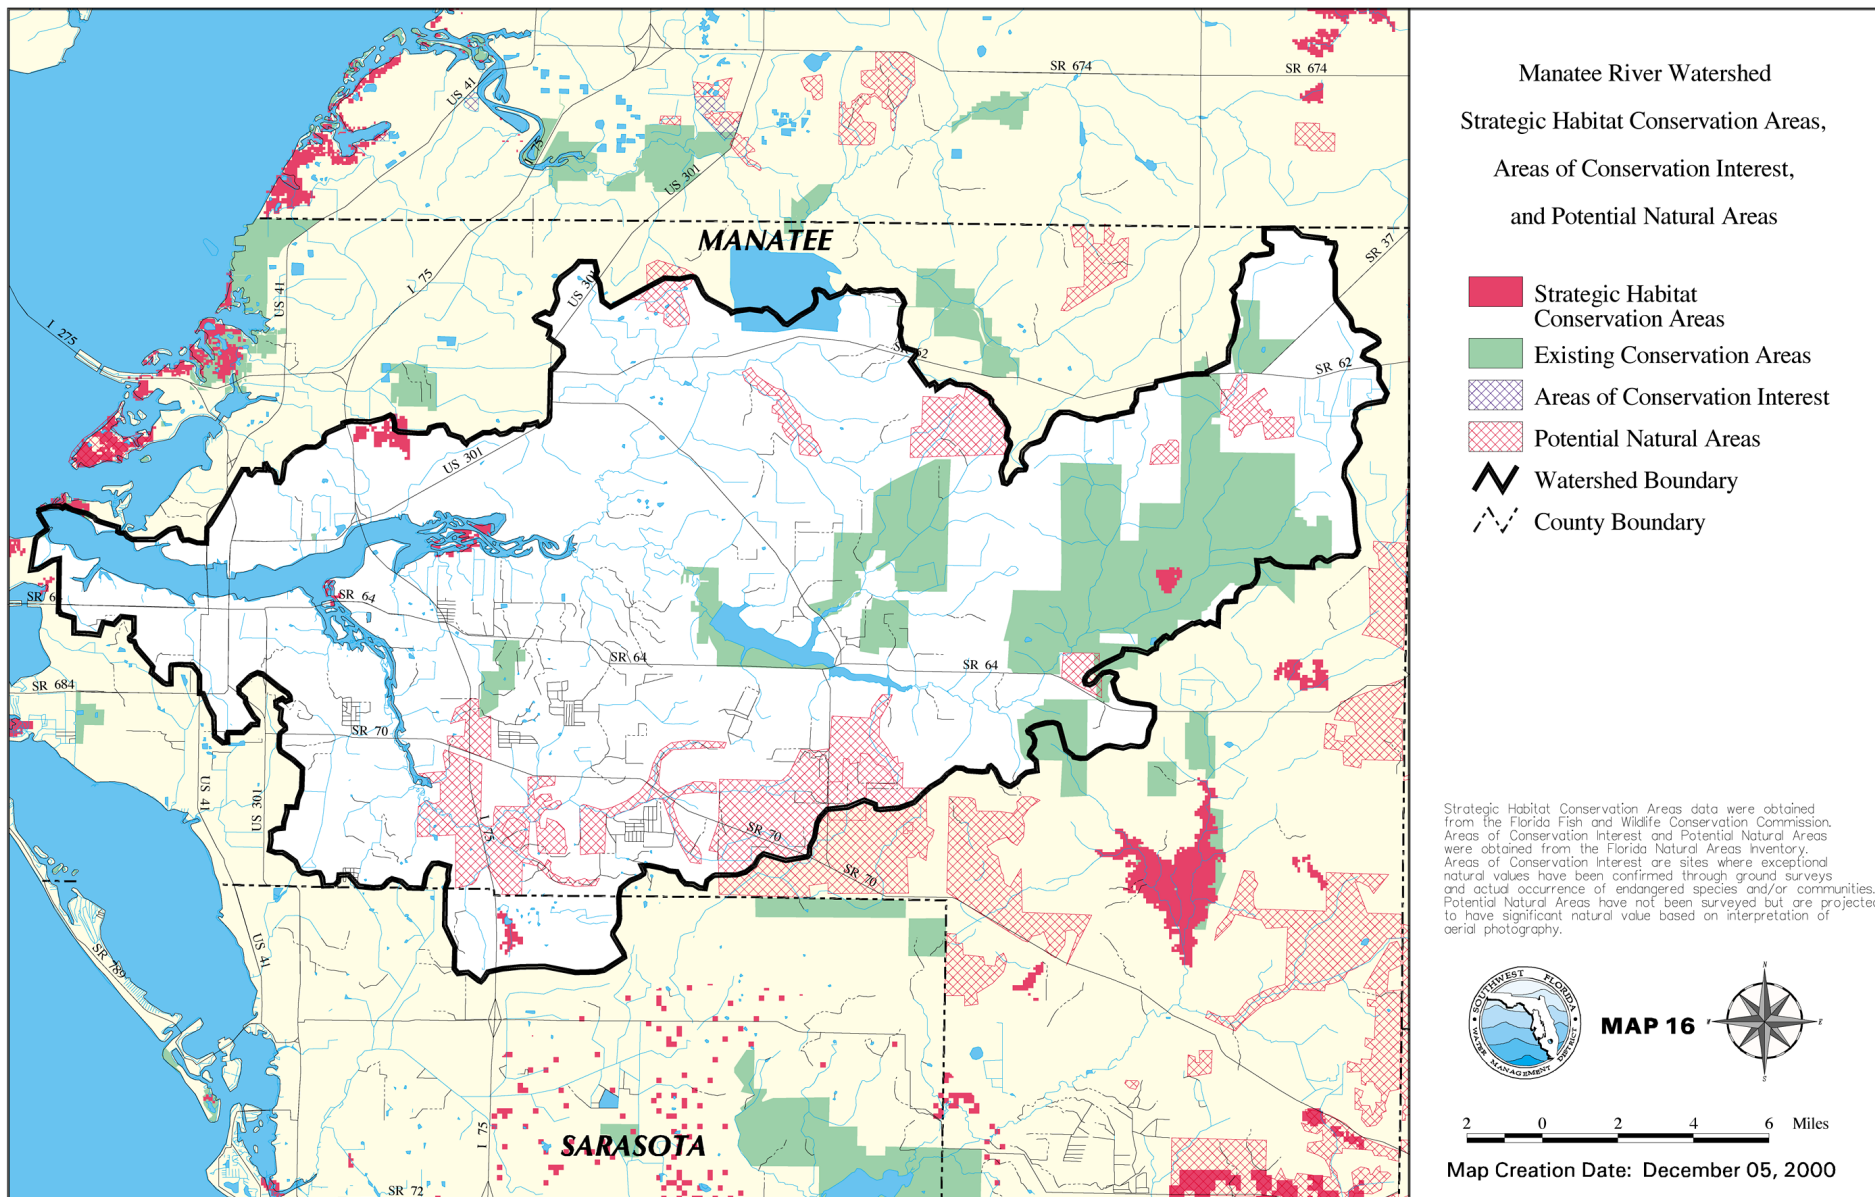 Manatee River Watershed
Strategic Habitat Conservation Areas,
Areas of Conservation Interest,
and Potential Natural Areas
Strategic Habitat
Conservation Areas
Existing Conservation Areas
Areas of Conservation Interest
Potential Natural Areas
Watershed Boundary
County Boundary
Strategic Habitat Conservation Areas data were obtained
from the Florida Fish and Wildlife Conservation Commission.
Areas of Conservation Interest and Potential Natural Areas
were obtained from the Florida Natural Areas Inventory.
Areas of Conservation Interest are sites where exceptional
natural values have been confirmed through ground surveys
and actual occurrence of endangered species and/or communities.
Potential Natural Areas have not been surveyed but are projected
to have significant natural value based on interpretation of
aerial photography.
SOUTHWEST FLORIDA
WATER MANAGEMENT DISTRICT
MAP 16
N
W
E
S
2 0 2 4 6 Miles
Map Creation Date: December 05, 2000
SR 674
SR 674
US 41
I 75
US 301
MANATEE
SR 37
I 75
US 41
US 301
I 275
SR 62
SR 62
US 301
SR 6
SR 64
SR 64
SR 64
SR 684
SR 70
US 41
US 301
I 75
SR 70
SR 70
US 41
SR 789
I 75
SARASOTA
SR 72